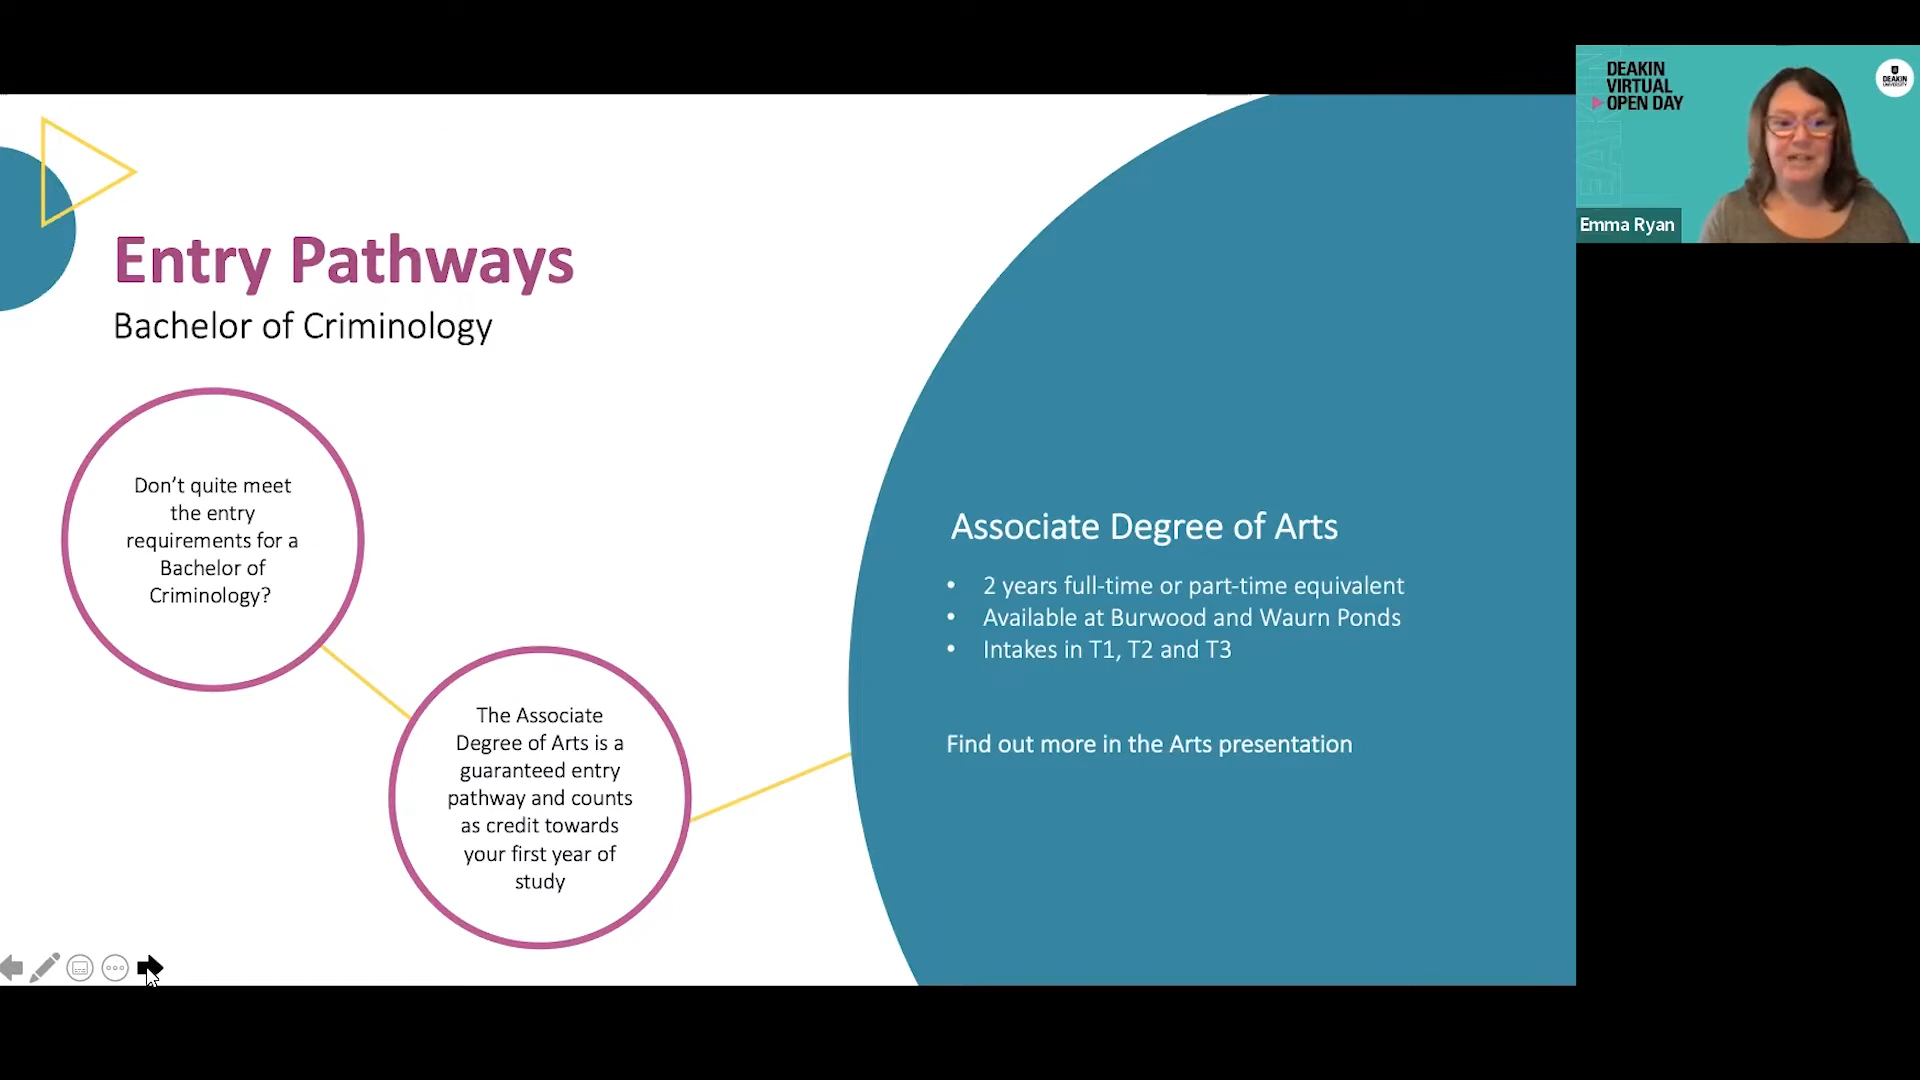 Entry Pathways
Bachelor of Criminology
Don’t quite meet
the entry
requirements for a
Bachelor of
Criminology?
The Associate
Degree of Arts is a
guaranteed entry
pathway and counts
as credit towards
your first year of
study
Associate Degree of Arts
• 2 years full-time or part-time equivalent
• Available at Burwood and Waurn Ponds
• Intakes in T1, T2 and T3
Find out more in the Arts presentation
DEAKIN
VIRTUAL
OPEN DAY
DEAKIN
UNIVERSITY
Emma Ryan